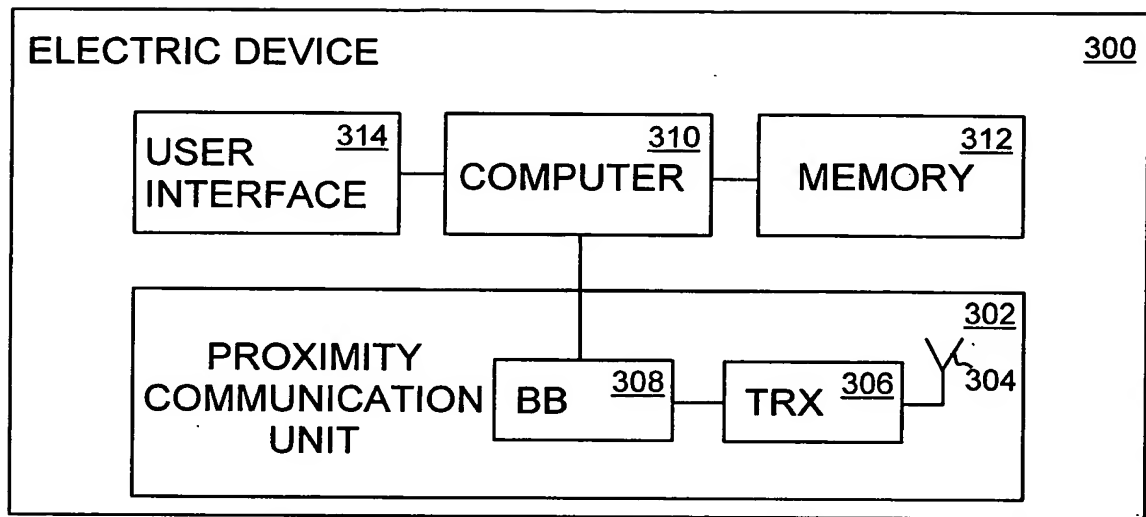 ELECTRIC DEVICE 300
USER INTERFACE 314
COMPUTER 310
MEMORY 312
PROXIMITY
COMMUNICATION
UNIT
302
BB 308
TRX 306
304